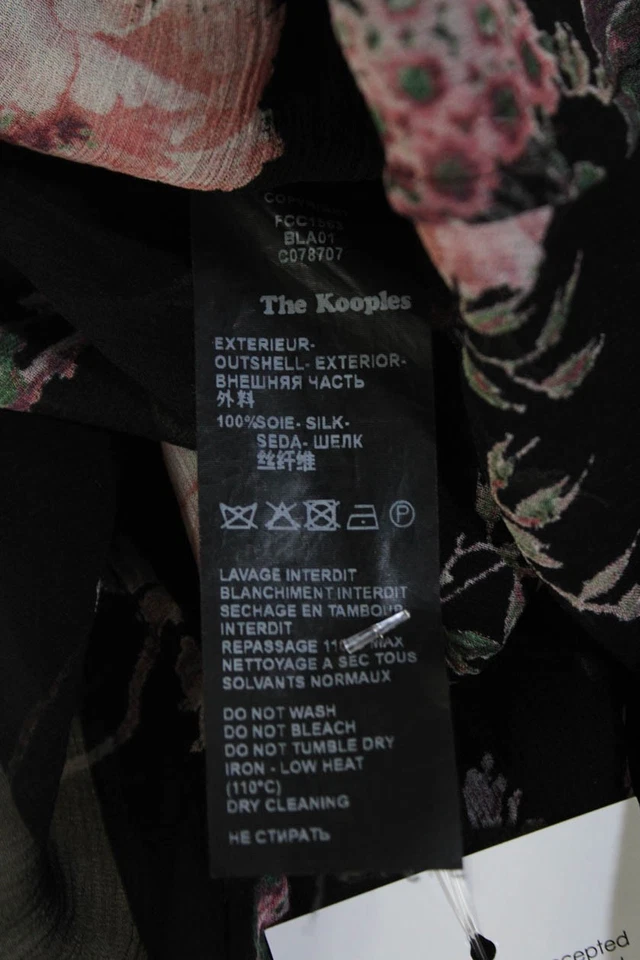 BLA01
C078707
The Kooples
EXTERIEUR-
OUTSHELL- EXTERIOR-
ВНЕШНЯЯ ЧАСТЬ
外料
100%SOIE- SILK-
SEDA- ШЕЛК
丝纤维
P
LAVAGE INTERDIT
BLANCHIMENT INTERDIT
SECHAGE EN TAMBOUR
INTERDIT
REPASSAGE MAX
NETTOYAGE A SEC TOUS
SOLVANTS NORMAUX
DO NOT WASH
DO NOT BLEACH
DO NOT TUMBLE DRY
IRON - LOW HEAT
(110°C)
DRY CLEANING
НЕ СТИРАТЬ